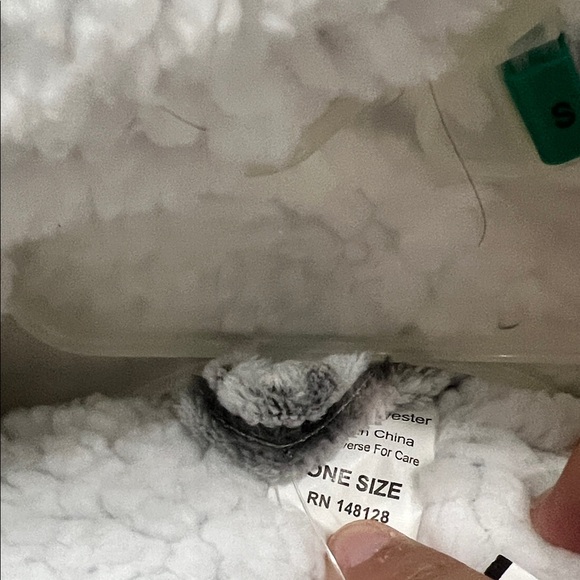 S
ester
China
verse For Care
ONE SIZE
RN 148128